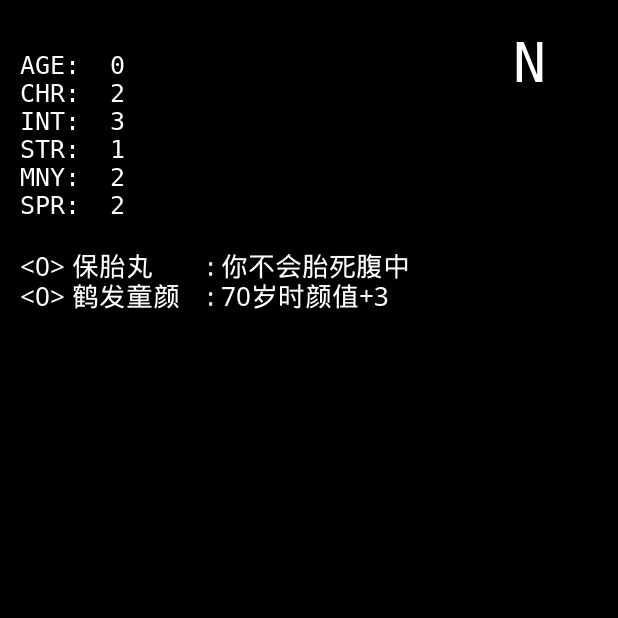 N
AGE: 0
CHR: 2
INT: 3
STR: 1
MNY: 2
SPR: 2
<0> 保胎丸 : 你不会胎死腹中
<0> 鹤发童颜 : 70岁时颜值+3